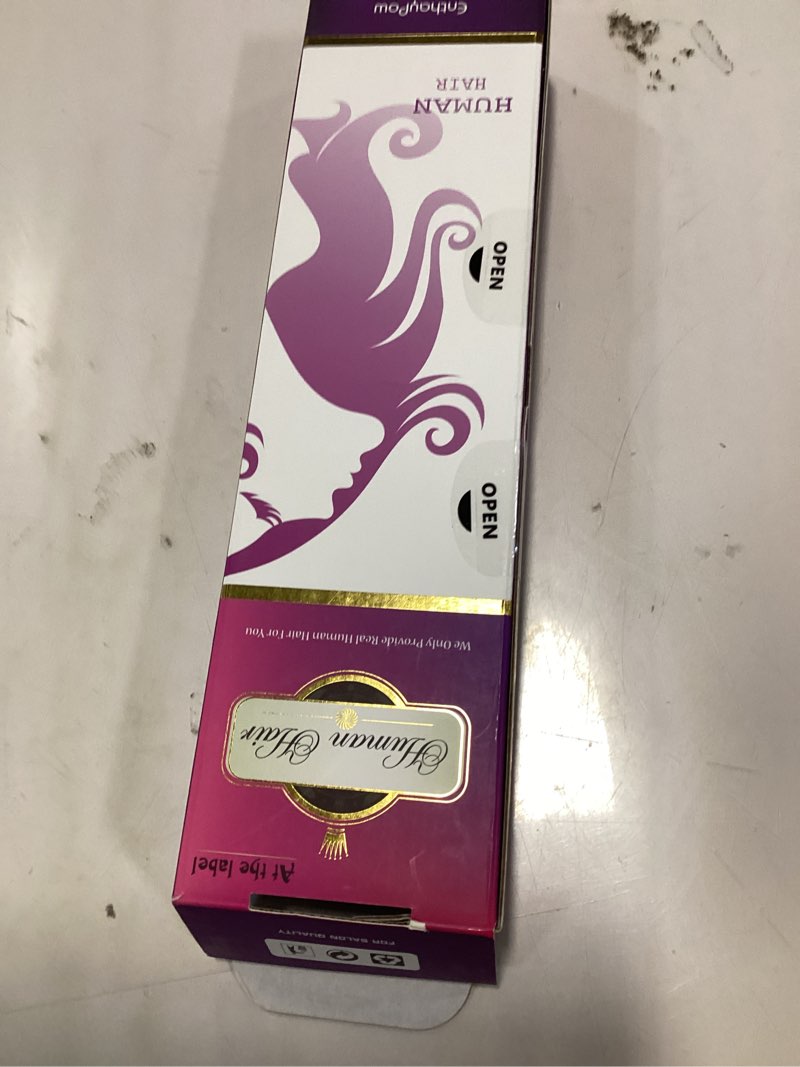 At the label
Human Hair
We Only Provide Real Human Hair For You
OPEN
OPEN
HUMAN
HAIR
EnthayPow
FOR SALON QUALITY